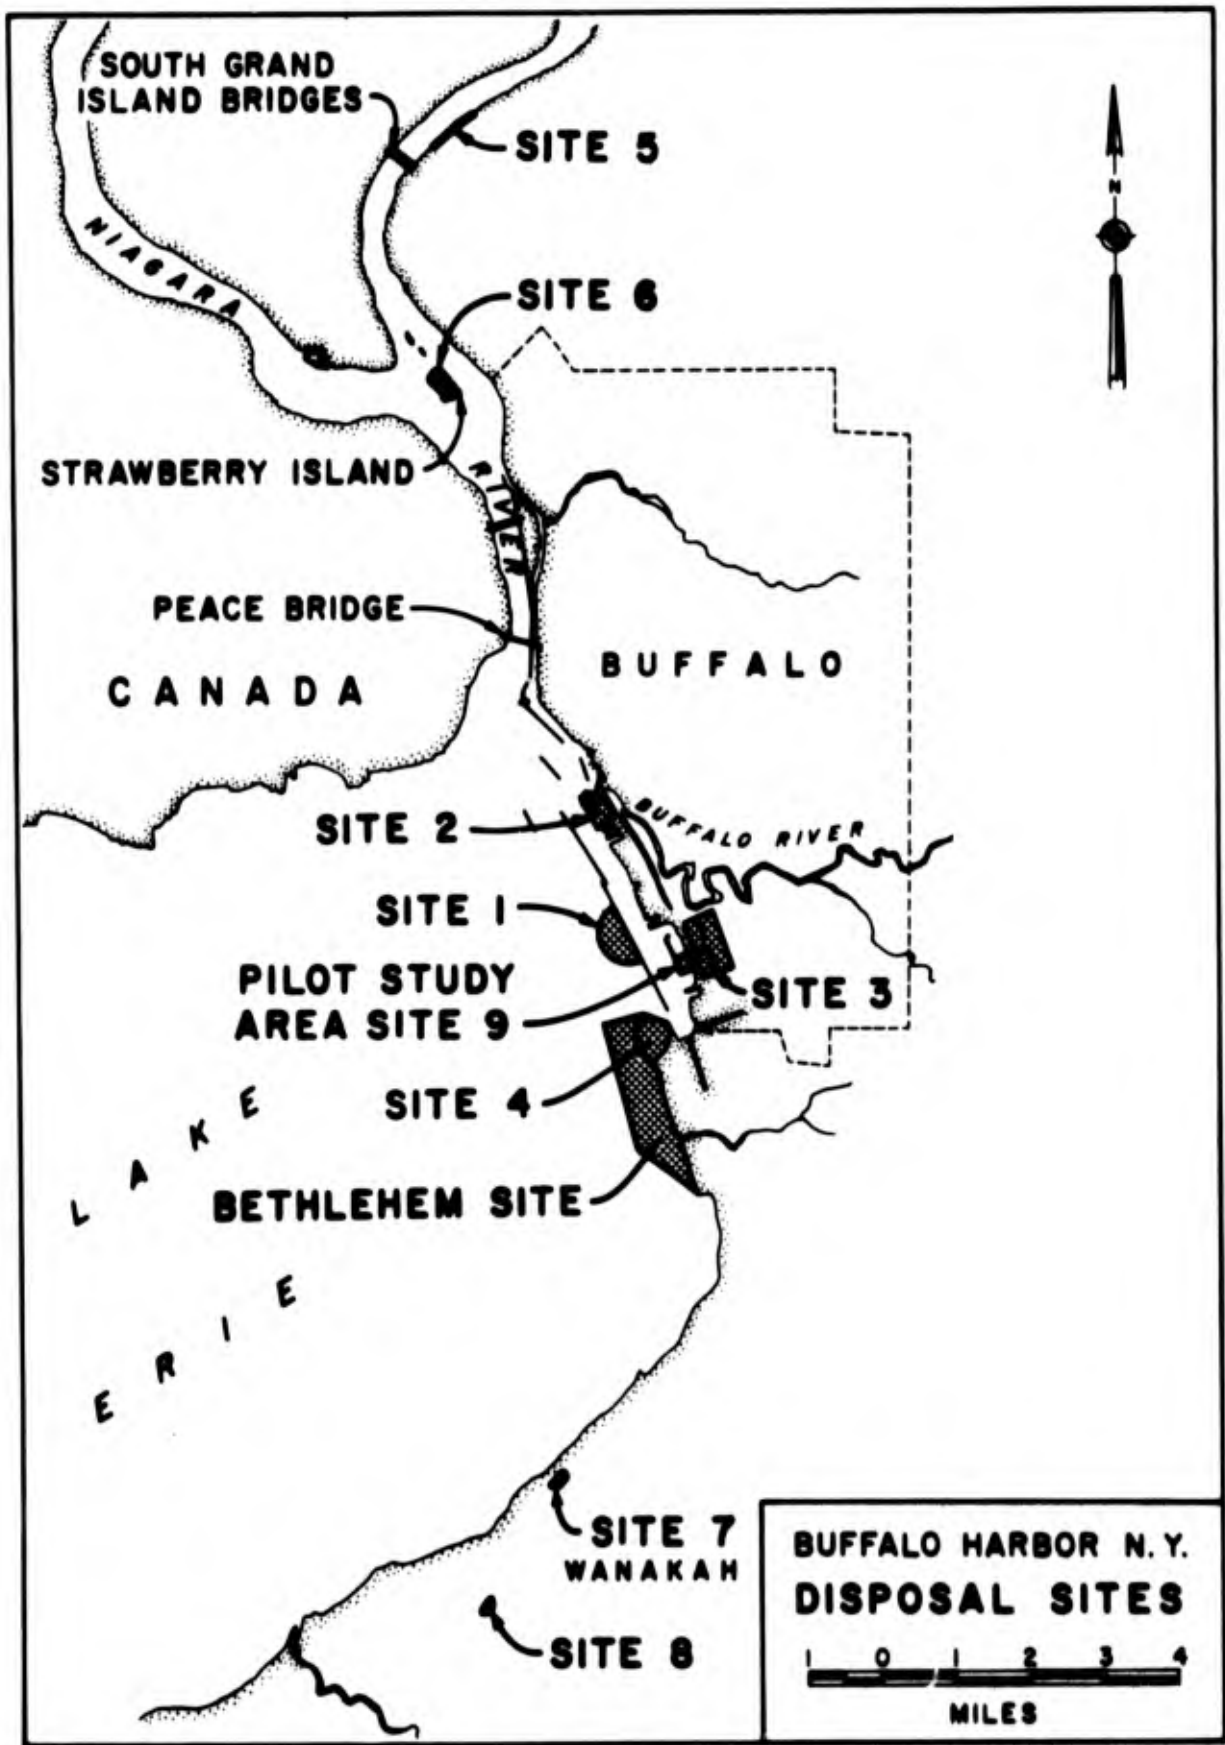 SOUTH GRAND
ISLAND BRIDGES
SITE 5
N
NIAGARA
SITE 6
STRAWBERRY ISLAND
RIVER
PEACE BRIDGE
BUFFALO
CANADA
SITE 2
BUFFALO RIVER
SITE 1
PILOT STUDY
AREA SITE 9
SITE 3
SITE 4
LAKE
BETHLEHEM SITE
ERIE
SITE 7
WANAKAH
SITE 8
BUFFALO HARBOR N.Y.
DISPOSAL SITES
1 0 1 2 3 4
MILES